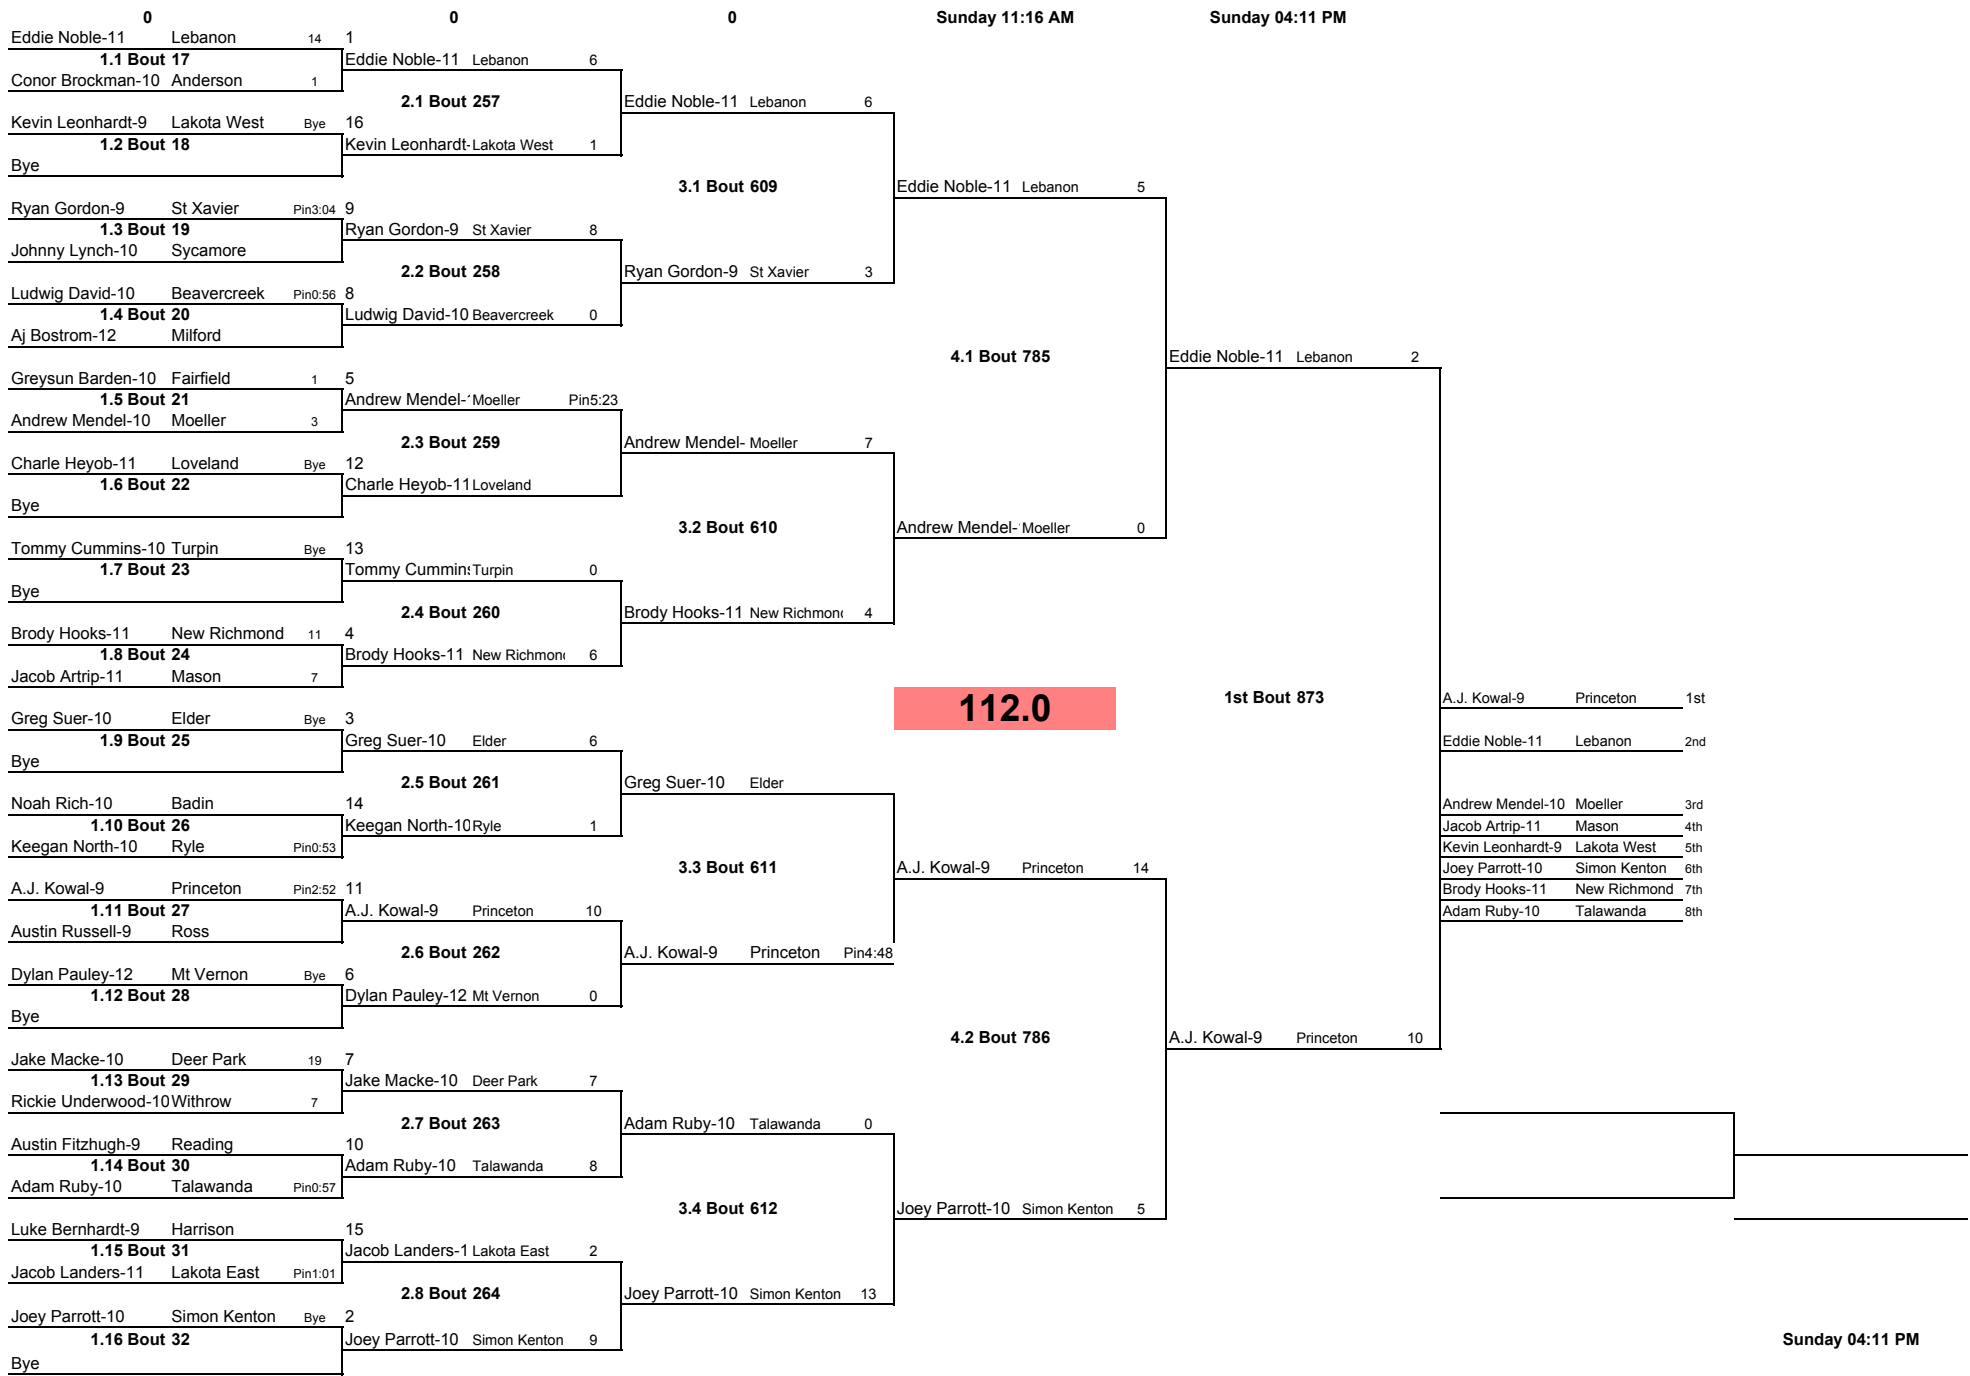 0 0 0 Sunday 11:16 AM Sunday 04:11 PM
Eddie Noble-11 Lebanon 14 1
1.1 Bout 17 Eddie Noble-11 Lebanon 6
Conor Brockman-10 Anderson 1
2.1 Bout 257 Eddie Noble-11 Lebanon 6
Kevin Leonhardt-9 Lakota West Bye 16
1.2 Bout 18 Kevin Leonhardt- Lakota West 1
Bye
3.1 Bout 609 Eddie Noble-11 Lebanon 5
Ryan Gordon-9 St Xavier Pin3:04 9
1.3 Bout 19 Ryan Gordon-9 St Xavier 8
Johnny Lynch-10 Sycamore
2.2 Bout 258 Ryan Gordon-9 St Xavier 3
Ludwig David-10 Beavercreek Pin0:56 8
1.4 Bout 20 Ludwig David-10 Beavercreek 0
Aj Bostrom-12 Milford
4.1 Bout 785 Eddie Noble-11 Lebanon 2
Greysun Barden-10 Fairfield 1 5
1.5 Bout 21 Andrew Mendel- Moeller Pin5:23
Andrew Mendel-10 Moeller 3
2.3 Bout 259 Andrew Mendel- Moeller 7
Charle Heyob-11 Loveland Bye 12
1.6 Bout 22 Charle Heyob-11 Loveland
Bye
3.2 Bout 610 Andrew Mendel- Moeller 0
Tommy Cummins-10 Turpin Bye 13
1.7 Bout 23 Tommy Cummins Turpin 0
Bye
2.4 Bout 260 Brody Hooks-11 New Richmond 4
Brody Hooks-11 New Richmond 11 4
1.8 Bout 24 Brody Hooks-11 New Richmond 6
Jacob Artrip-11 Mason 7
112.0 1st Bout 873 A.J. Kowal-9 Princeton 1st
Greg Suer-10 Elder Bye 3
1.9 Bout 25 Greg Suer-10 Elder 6 Eddie Noble-11 Lebanon 2nd
Bye
2.5 Bout 261 Greg Suer-10 Elder
Noah Rich-10 Badin 14 Andrew Mendel-10 Moeller 3rd
1.10 Bout 26 Keegan North-10 Ryle 1 Jacob Artrip-11 Mason 4th
Keegan North-10 Ryle Pin0:53 Kevin Leonhardt-9 Lakota West 5th
3.3 Bout 611 A.J. Kowal-9 Princeton 14 Joey Parrott-10 Simon Kenton 6th
A.J. Kowal-9 Princeton Pin2:52 11 Brody Hooks-11 New Richmond 7th
1.11 Bout 27 A.J. Kowal-9 Princeton 10 Adam Ruby-10 Talawanda 8th
Austin Russell-9 Ross
2.6 Bout 262 A.J. Kowal-9 Princeton Pin4:48
Dylan Pauley-12 Mt Vernon Bye 6
1.12 Bout 28 Dylan Pauley-12 Mt Vernon 0
Bye
4.2 Bout 786 A.J. Kowal-9 Princeton 10
Jake Macke-10 Deer Park 19 7
1.13 Bout 29 Jake Macke-10 Deer Park 7
Rickie Underwood-10 Withrow 7
2.7 Bout 263 Adam Ruby-10 Talawanda 0
Austin Fitzhugh-9 Reading 10
1.14 Bout 30 Adam Ruby-10 Talawanda 8
Adam Ruby-10 Talawanda Pin0:57
3.4 Bout 612 Joey Parrott-10 Simon Kenton 5
Luke Bernhardt-9 Harrison 15
1.15 Bout 31 Jacob Landers-1 Lakota East 2
Jacob Landers-11 Lakota East Pin1:01
2.8 Bout 264 Joey Parrott-10 Simon Kenton 13
Joey Parrott-10 Simon Kenton Bye 2
1.16 Bout 32 Joey Parrott-10 Simon Kenton 9 Sunday 04:11 PM
Bye